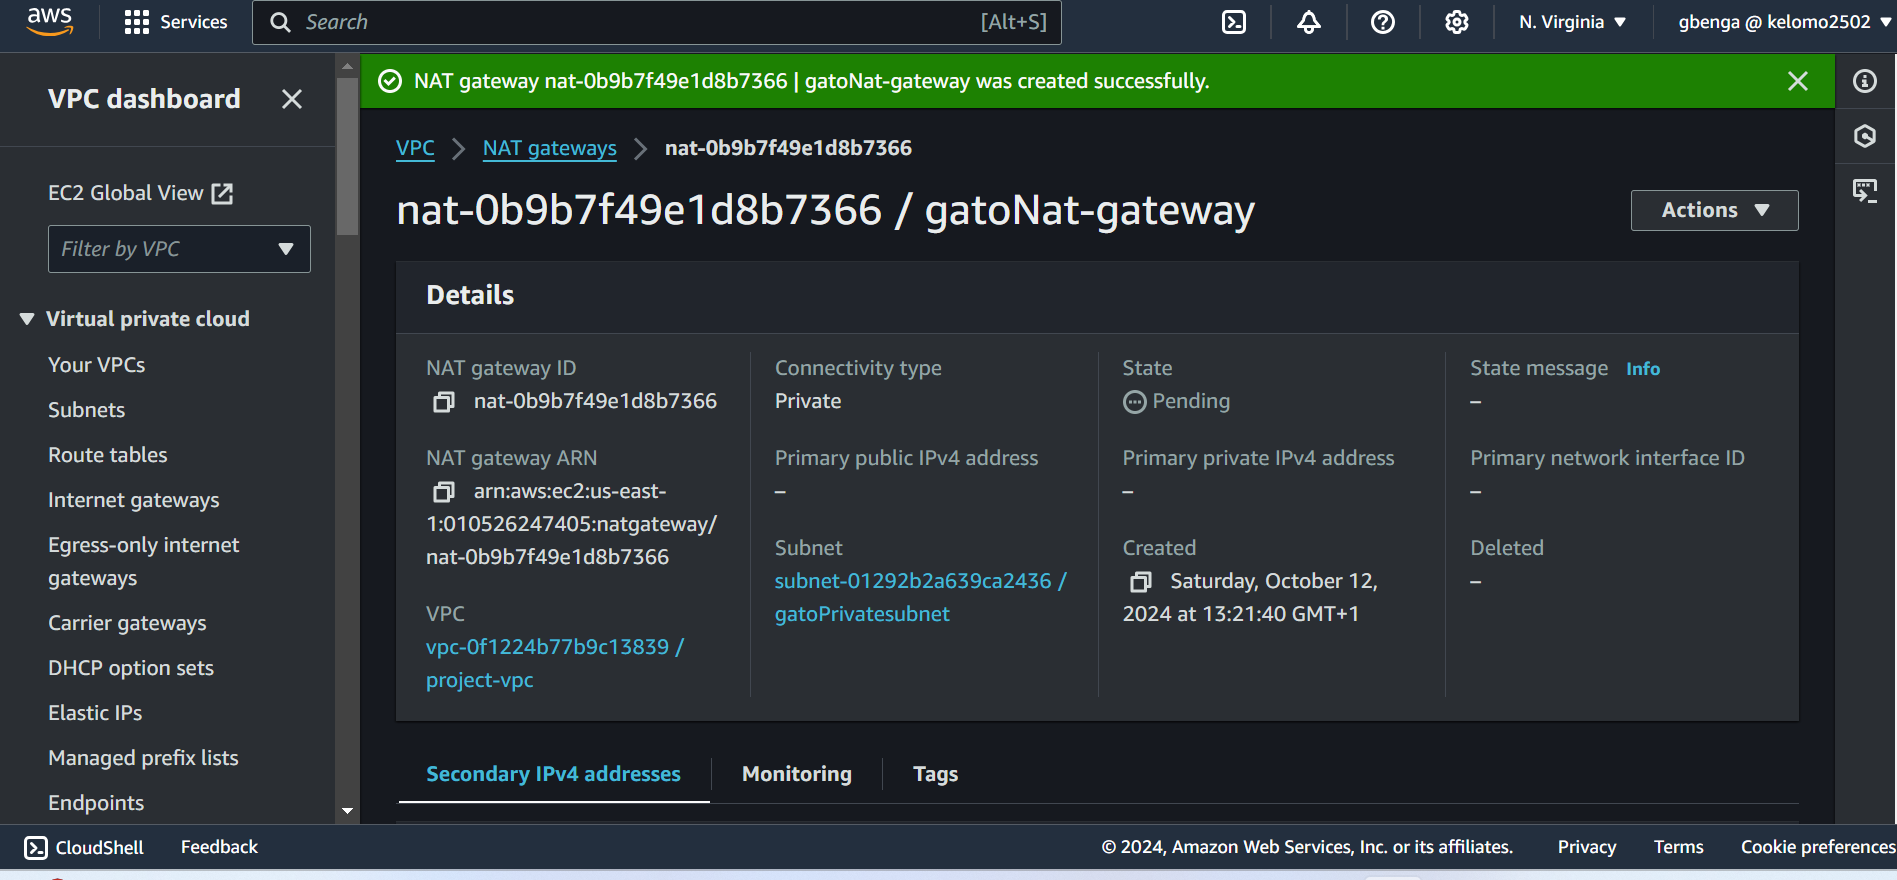 aws
Services
Search
[Alt+S]
N. Virginia
gbenga @ kelomo2502
VPC dashboard
EC2 Global View
Filter by VPC
Virtual private cloud
Your VPCs
Subnets
Route tables
Internet gateways
Egress-only internet
gateways
Carrier gateways
DHCP option sets
Elastic IPs
Managed prefix lists
Endpoints
NAT gateway nat-0b9b7f49e1d8b7366 | gatoNat-gateway was created successfully.
VPC
NAT gateways
nat-0b9b7f49e1d8b7366
nat-0b9b7f49e1d8b7366 / gatoNat-gateway
Actions
Details
NAT gateway ID
nat-0b9b7f49e1d8b7366
NAT gateway ARN
arn:aws:ec2:us-east-
1:010526247405:natgateway/
nat-0b9b7f49e1d8b7366
VPC
vpc-0f1224b77b9c13839 /
project-vpc
Connectivity type
Private
Primary public IPv4 address
–
Subnet
subnet-01292b2a639ca2436 /
gatoPrivatesubnet
State
Pending
Primary private IPv4 address
–
Created
Saturday, October 12,
2024 at 13:21:40 GMT+1
State message Info
–
Primary network interface ID
–
Deleted
–
Secondary IPv4 addresses
Monitoring
Tags
CloudShell
Feedback
© 2024, Amazon Web Services, Inc. or its affiliates.
Privacy
Terms
Cookie preferences